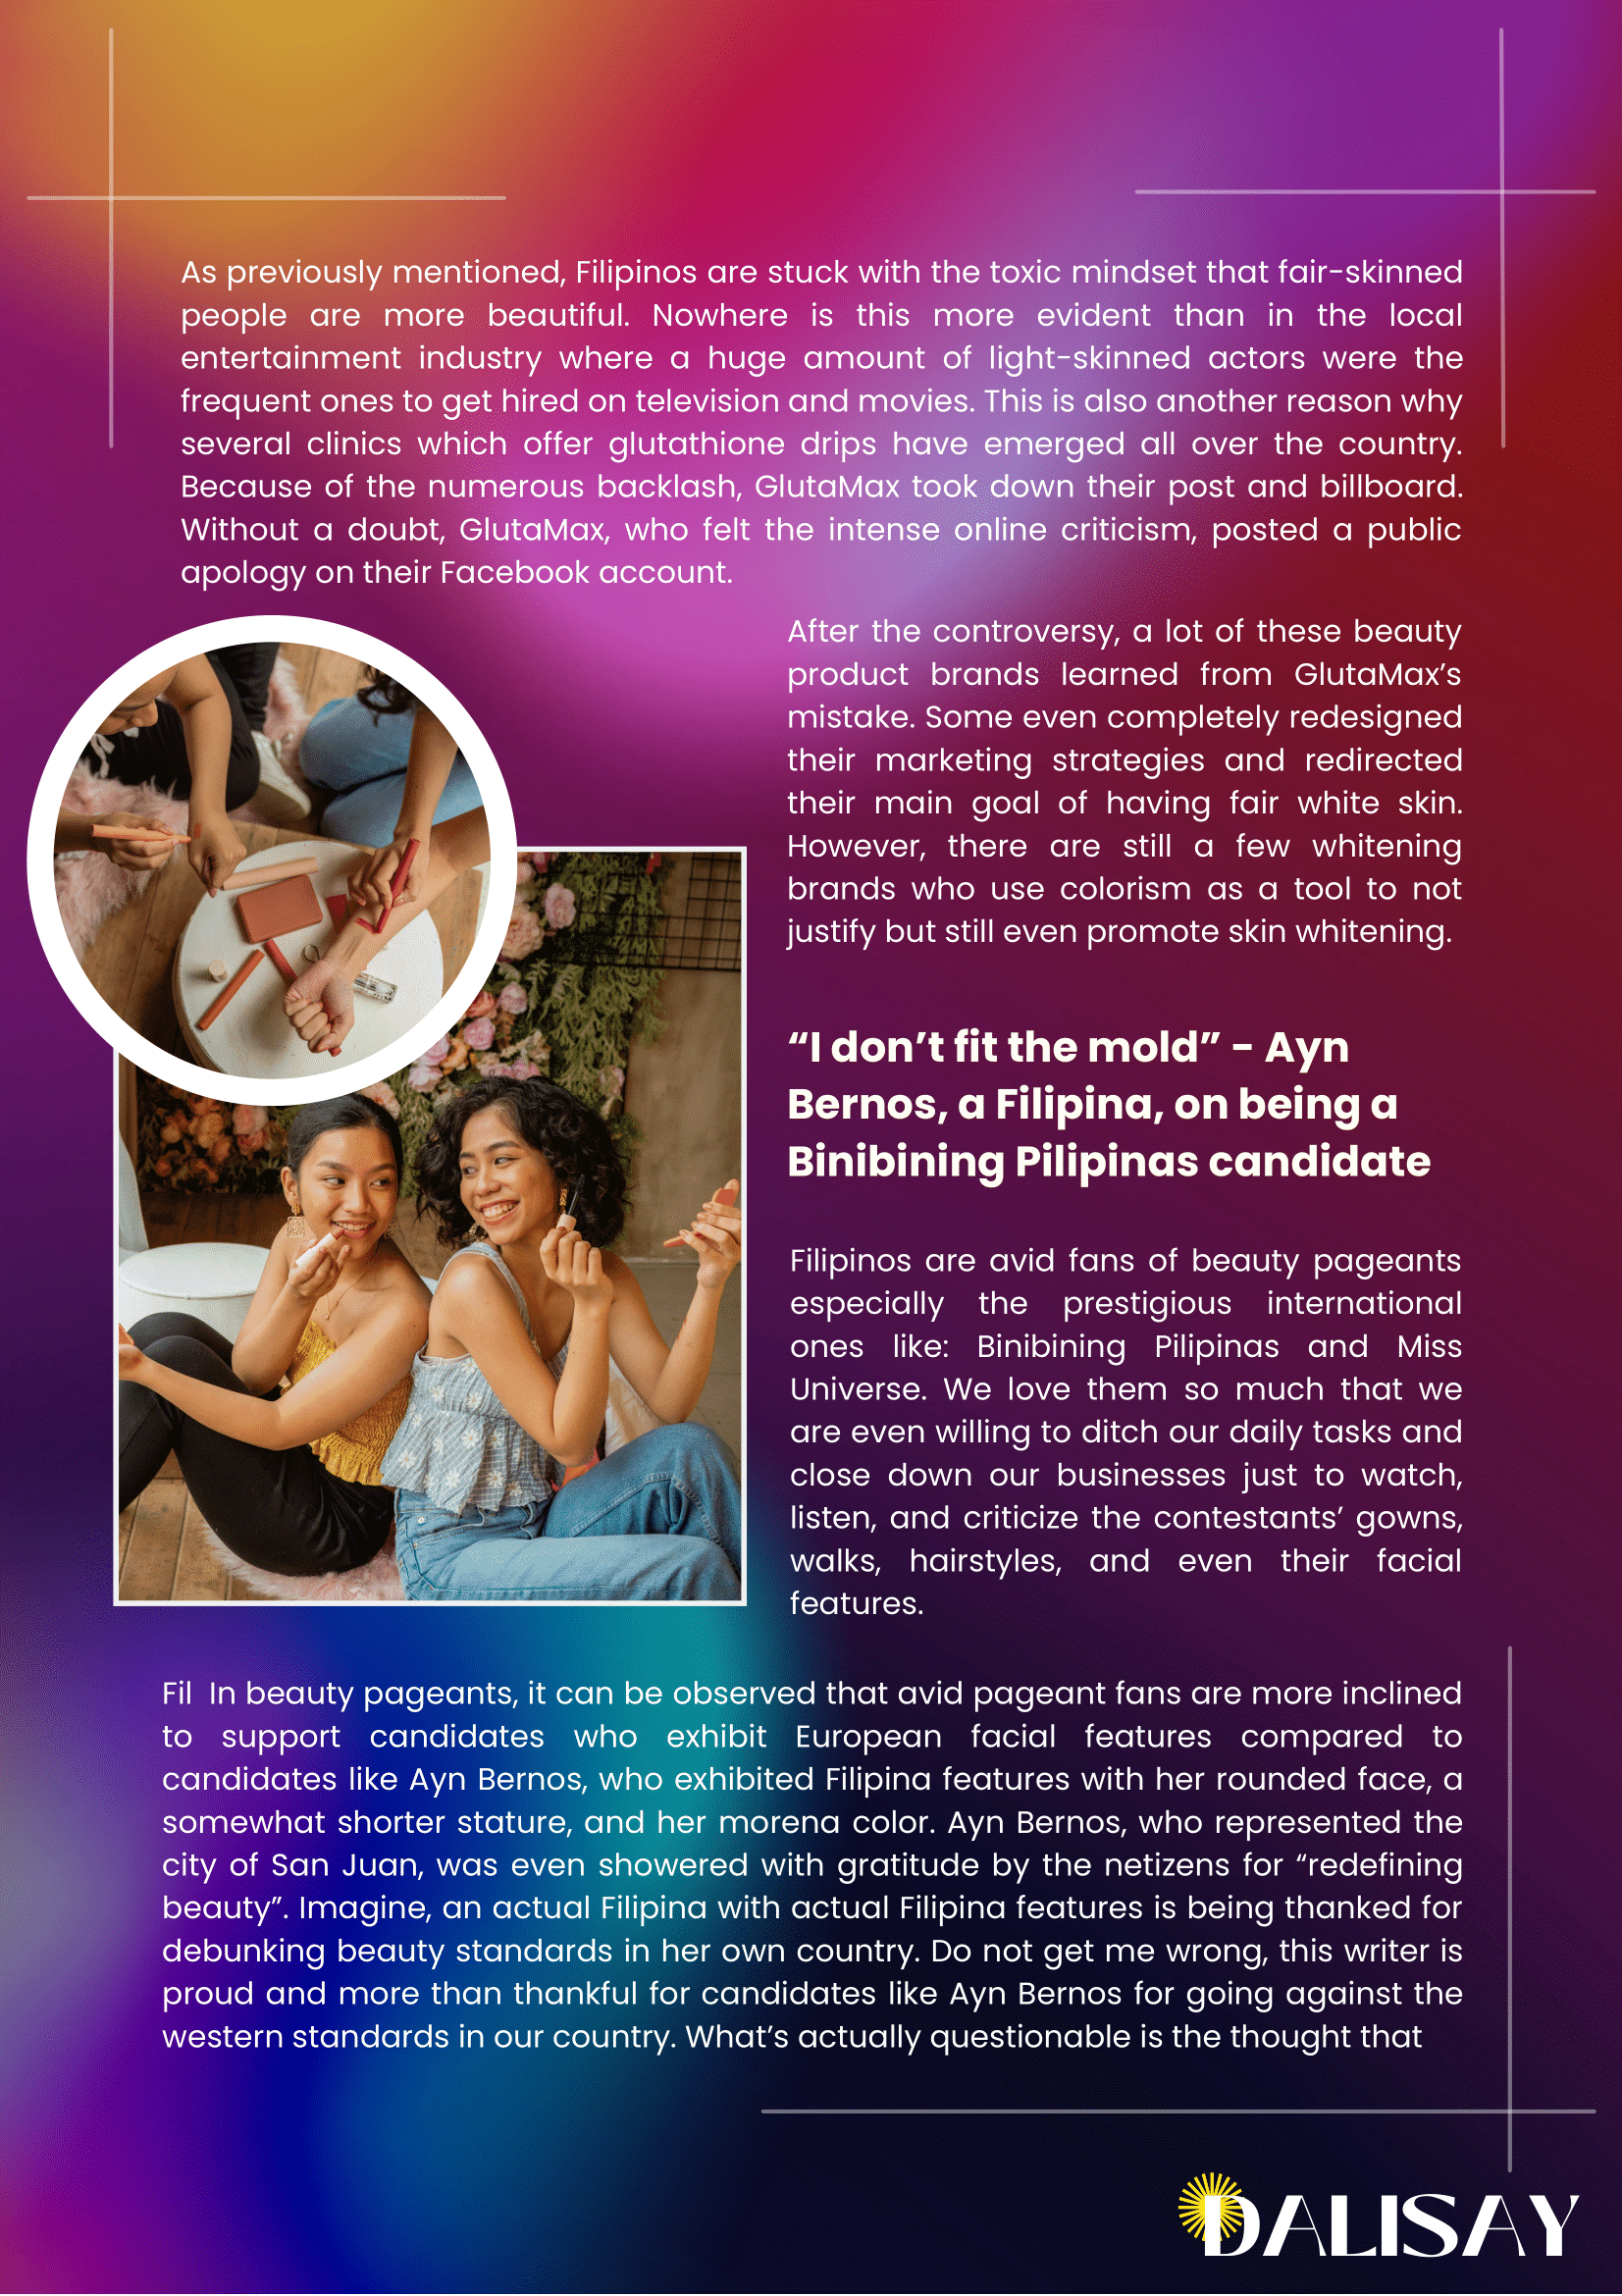 As previously mentioned, Filipinos are stuck with the toxic mindset that fair-skinned
people are more beautiful. Nowhere is this more evident than in the local
entertainment industry where a huge amount of light-skinned actors were the
frequent ones to get hired on television and movies. This is also another reason why
several clinics which offer glutathione drips have emerged all over the country.
Because of the numerous backlash, GlutaMax took down their post and billboard.
Without a doubt, GlutaMax, who felt the intense online criticism, posted a public
apology on their Facebook account.
After the controversy, a lot of these beauty
product brands learned from GlutaMax’s
mistake. Some even completely redesigned
their marketing strategies and redirected
their main goal of having fair white skin.
However, there are still a few whitening
brands who use colorism as a tool to not
justify but still even promote skin whitening.
“I don’t fit the mold” - Ayn
Bernos, a Filipina, on being a
Binibining Pilipinas candidate
Filipinos are avid fans of beauty pageants
especially the prestigious international
ones like: Binibining Pilipinas and Miss
Universe. We love them so much that we
are even willing to ditch our daily tasks and
close down our businesses just to watch,
listen, and criticize the contestants’ gowns,
walks, hairstyles, and even their facial
features.
Fil In beauty pageants, it can be observed that avid pageant fans are more inclined
to support candidates who exhibit European facial features compared to
candidates like Ayn Bernos, who exhibited Filipina features with her rounded face, a
somewhat shorter stature, and her morena color. Ayn Bernos, who represented the
city of San Juan, was even showered with gratitude by the netizens for “redefining
beauty”. Imagine, an actual Filipina with actual Filipina features is being thanked for
debunking beauty standards in her own country. Do not get me wrong, this writer is
proud and more than thankful for candidates like Ayn Bernos for going against the
western standards in our country. What’s actually questionable is the thought that
DALISAY